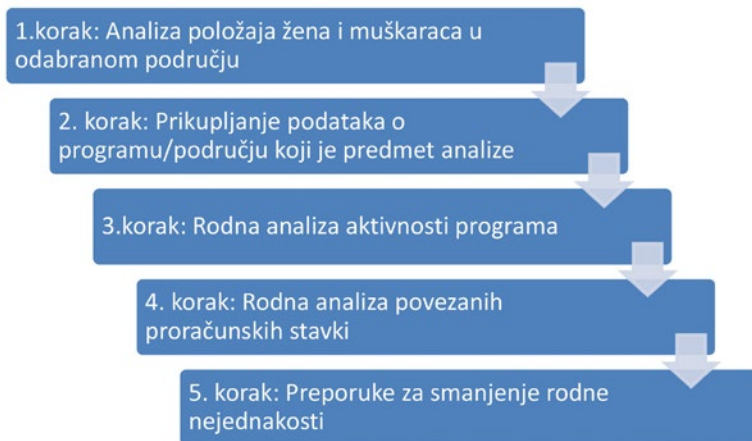 1.korak: Analiza položaja žena i muškaraca u
odabranom području
2. korak: Prikupljanje podataka o
programu/području koji je predmet analize
3.korak: Rodna analiza aktivnosti programa
4. korak: Rodna analiza povezanih
proračunskih stavki
5. korak: Preporuke za smanjenje rodne
nejednakosti